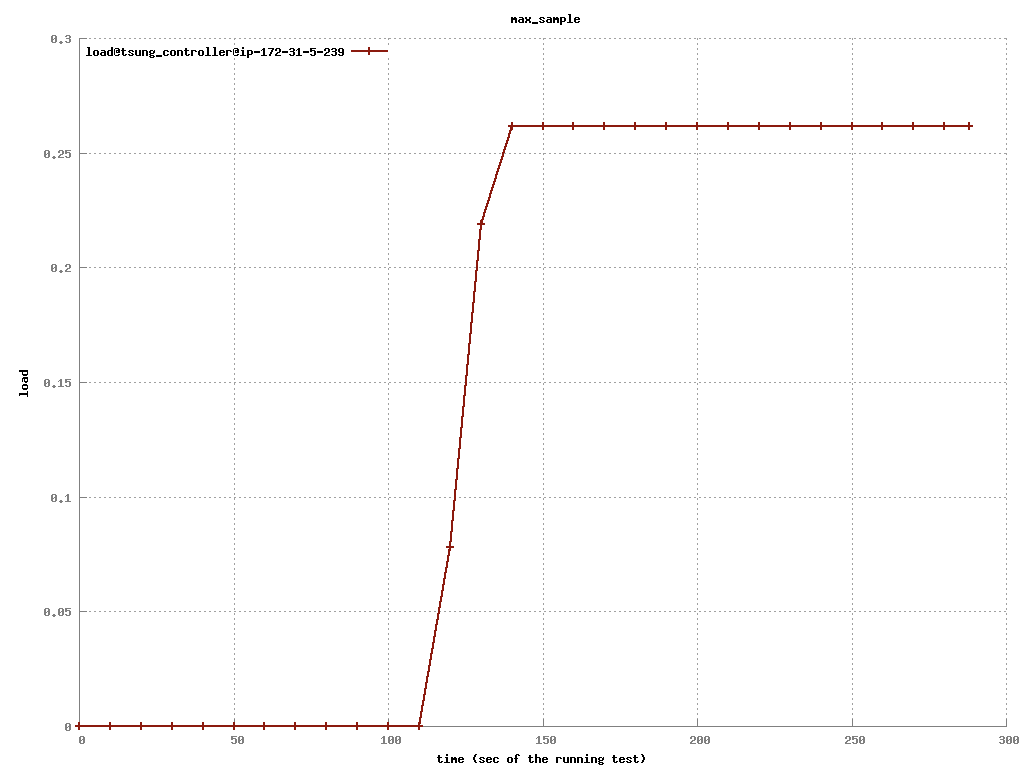 max_sample
load@tsung_controller@ip-172-31-5-239
0.3
0.25
0.2
0.15
0.1
0.05
0
load
0 50 100 150 200 250 300
time (sec of the running test)